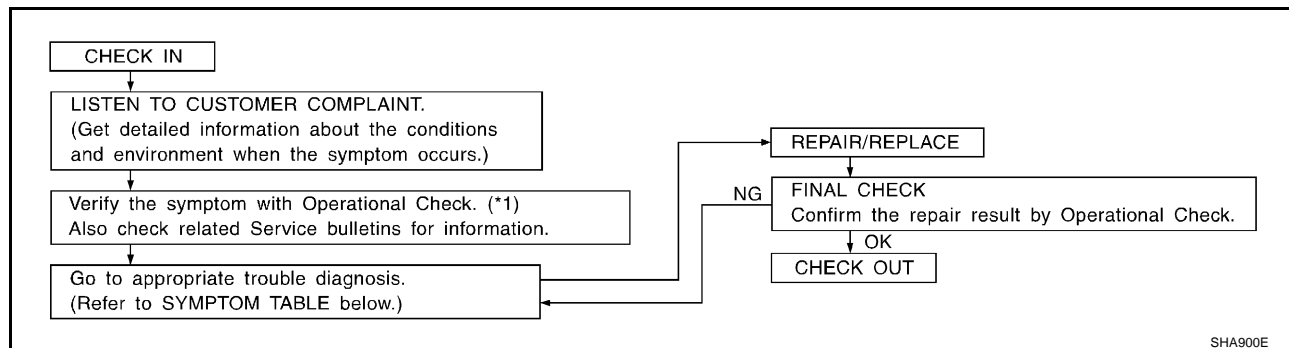 CHECK IN
LISTEN TO CUSTOMER COMPLAINT.
(Get detailed information about the conditions
and environment when the symptom occurs.)
Verify the symptom with Operational Check. (*1)
Also check related Service bulletins for information.
Go to appropriate trouble diagnosis.
(Refer to SYMPTOM TABLE below.)
REPAIR/REPLACE
NG
FINAL CHECK
Confirm the repair result by Operational Check.
OK
CHECK OUT
SHA900E